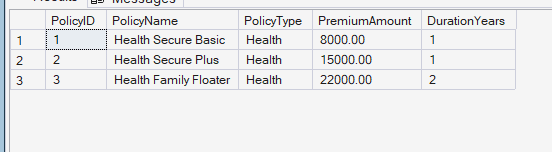 Messages
PolicyID PolicyName PolicyType PremiumAmount DurationYears
1 1 Health Secure Basic Health 8000.00 1
2 2 Health Secure Plus Health 15000.00 1
3 3 Health Family Floater Health 22000.00 2